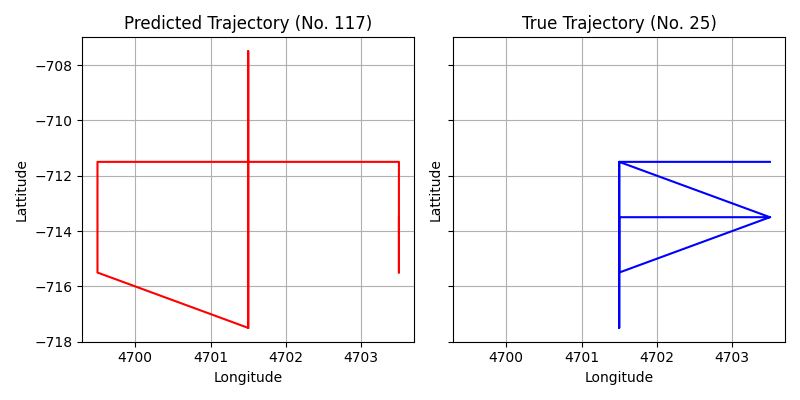 Predicted Trajectory (No. 117)
True Trajectory (No. 25)
−708
−710
−712
−714
−716
−718
Lattitude
Lattitude
4700
4701
4702
4703
4700
4701
4702
4703
Longitude
Longitude